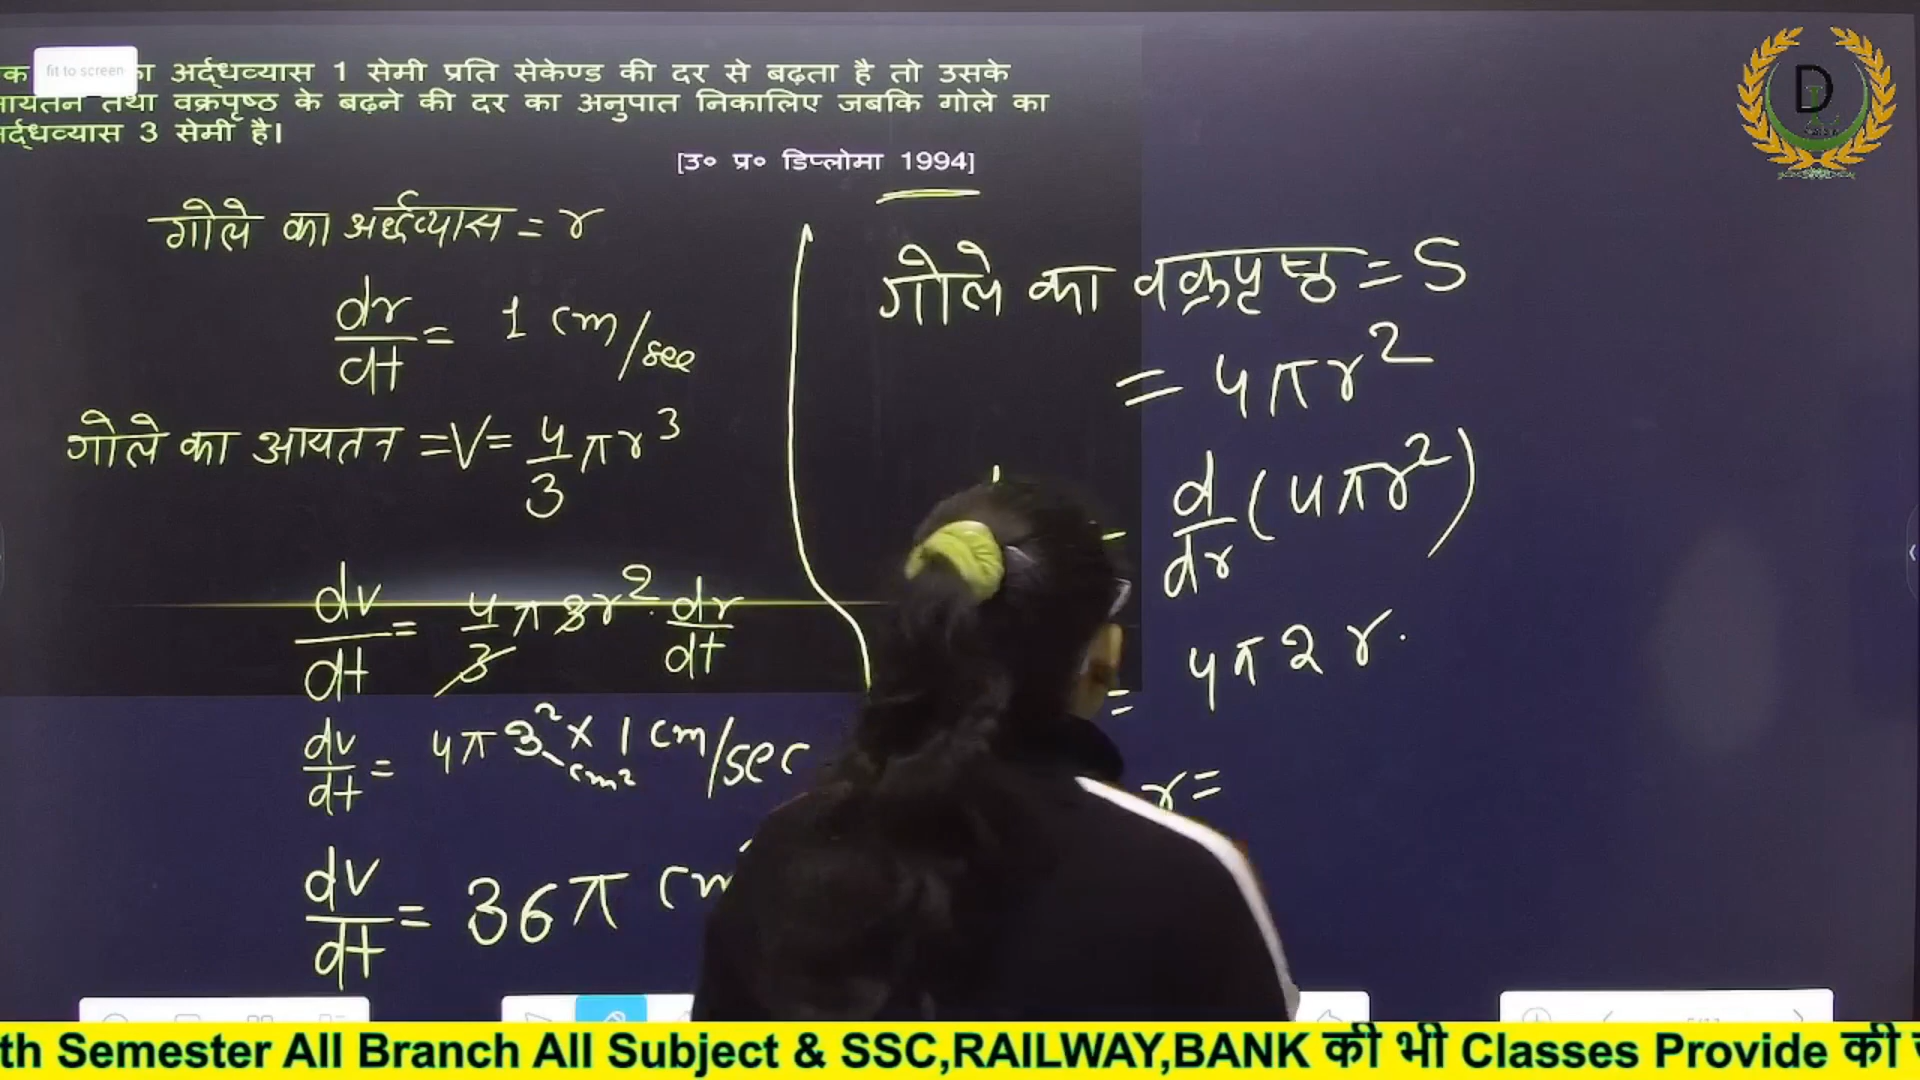 क
fit to screen
ा अर्द्धव्यास 1 सेमी प्रति सेकेण्ड की दर से बढ़ता है तो उसके
ायतन तथा वक्रपृष्ठ के बढ़ने की दर का अनुपात निकालिए जबकि गोले का
र्द्धव्यास 3 सेमी है।
[उ० प्र० डिप्लोमा 1994]
गोले का अर्धव्यास = r
dr/dt = 1 cm/sec
गोले का आयतन = V = 4/3 πr³
dv/dt = 4/3 π 3r² . dr/dt
dv/dt = 4π 3² cm² × 1 cm/sec
dv/dt = 36π cm
गोले का वक्रपृष्ठ = S
= 4πr²
d/dr (4πr²)
= 4π 2 r .
r =
D
th Semester All Branch All Subject & SSC,RAILWAY,BANK की भी Classes Provide की